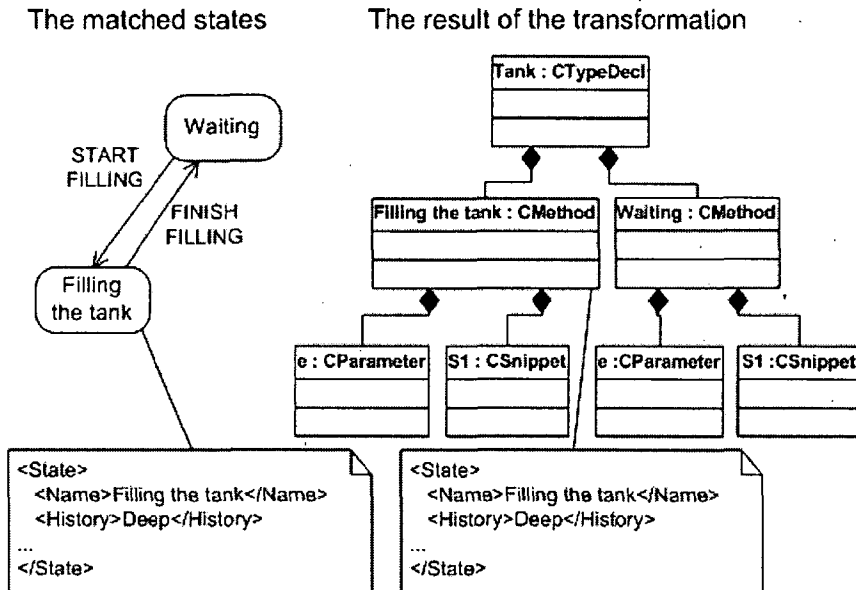 The matched states
The result of the transformation
Waiting
START
FILLING
FINISH
FILLING
Filling
the tank
Tank : CTypeDecl
Filling the tank : CMethod
Waiting : CMethod
e : CParameter
S1 : CSnippet
e :CParameter
S1 :CSnippet
<State>
<Name>Filling the tank</Name>
<History>Deep</History>
...
</State>
<State>
<Name>Filling the tank</Name>
<History>Deep</History>
...
</State>